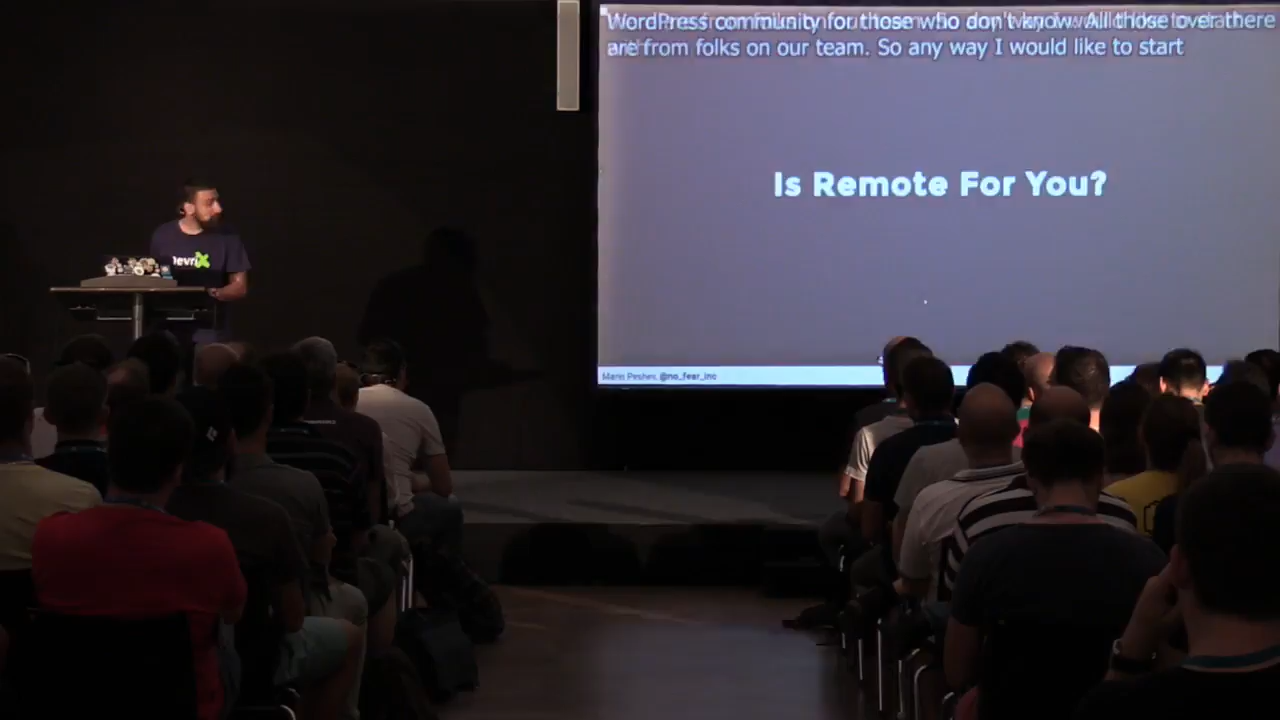 WordPress community for those who don't know. All those over there
are from folks on our team. So any way I would like to start
Is Remote For You?
Mario Peshev, @no_fear_inc